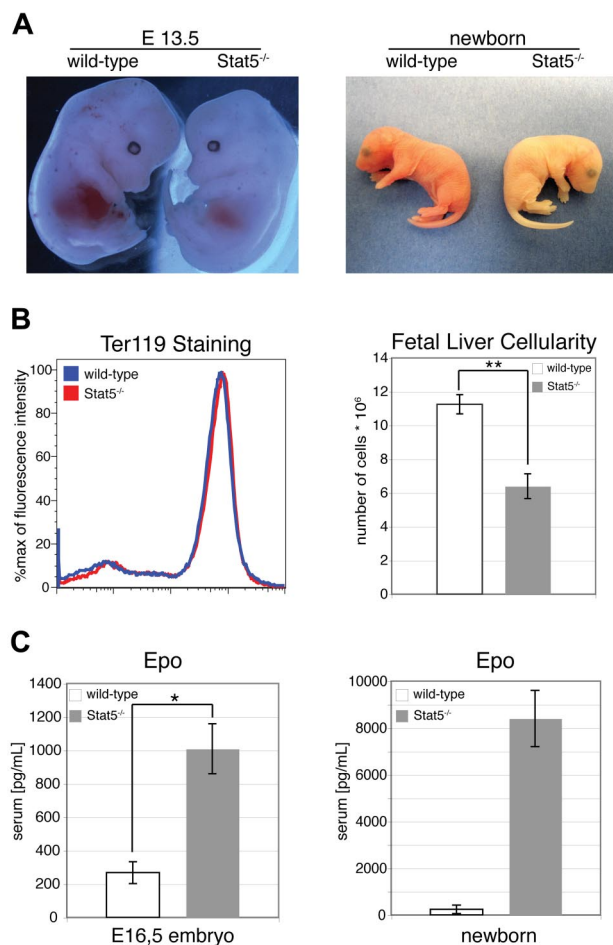 A
E 13.5
wild-type Stat5-/-
newborn
wild-type Stat5-/-
B
Ter119 Staining
%max of fluorescence intensity
100
80
60
40
20
0
wild-type
Stat5-/-
Fetal Liver Cellularity
number of cells * 10⁶
14
12
10
8
6
4
2
0
**
wild-type
Stat5-/-
C
Epo
serum [pg/mL]
1400
1200
1000
800
600
400
200
0
wild-type
Stat5-/-
*
E16,5 embryo
Epo
serum [pg/mL]
10000
8000
6000
4000
2000
0
wild-type
Stat5-/-
newborn